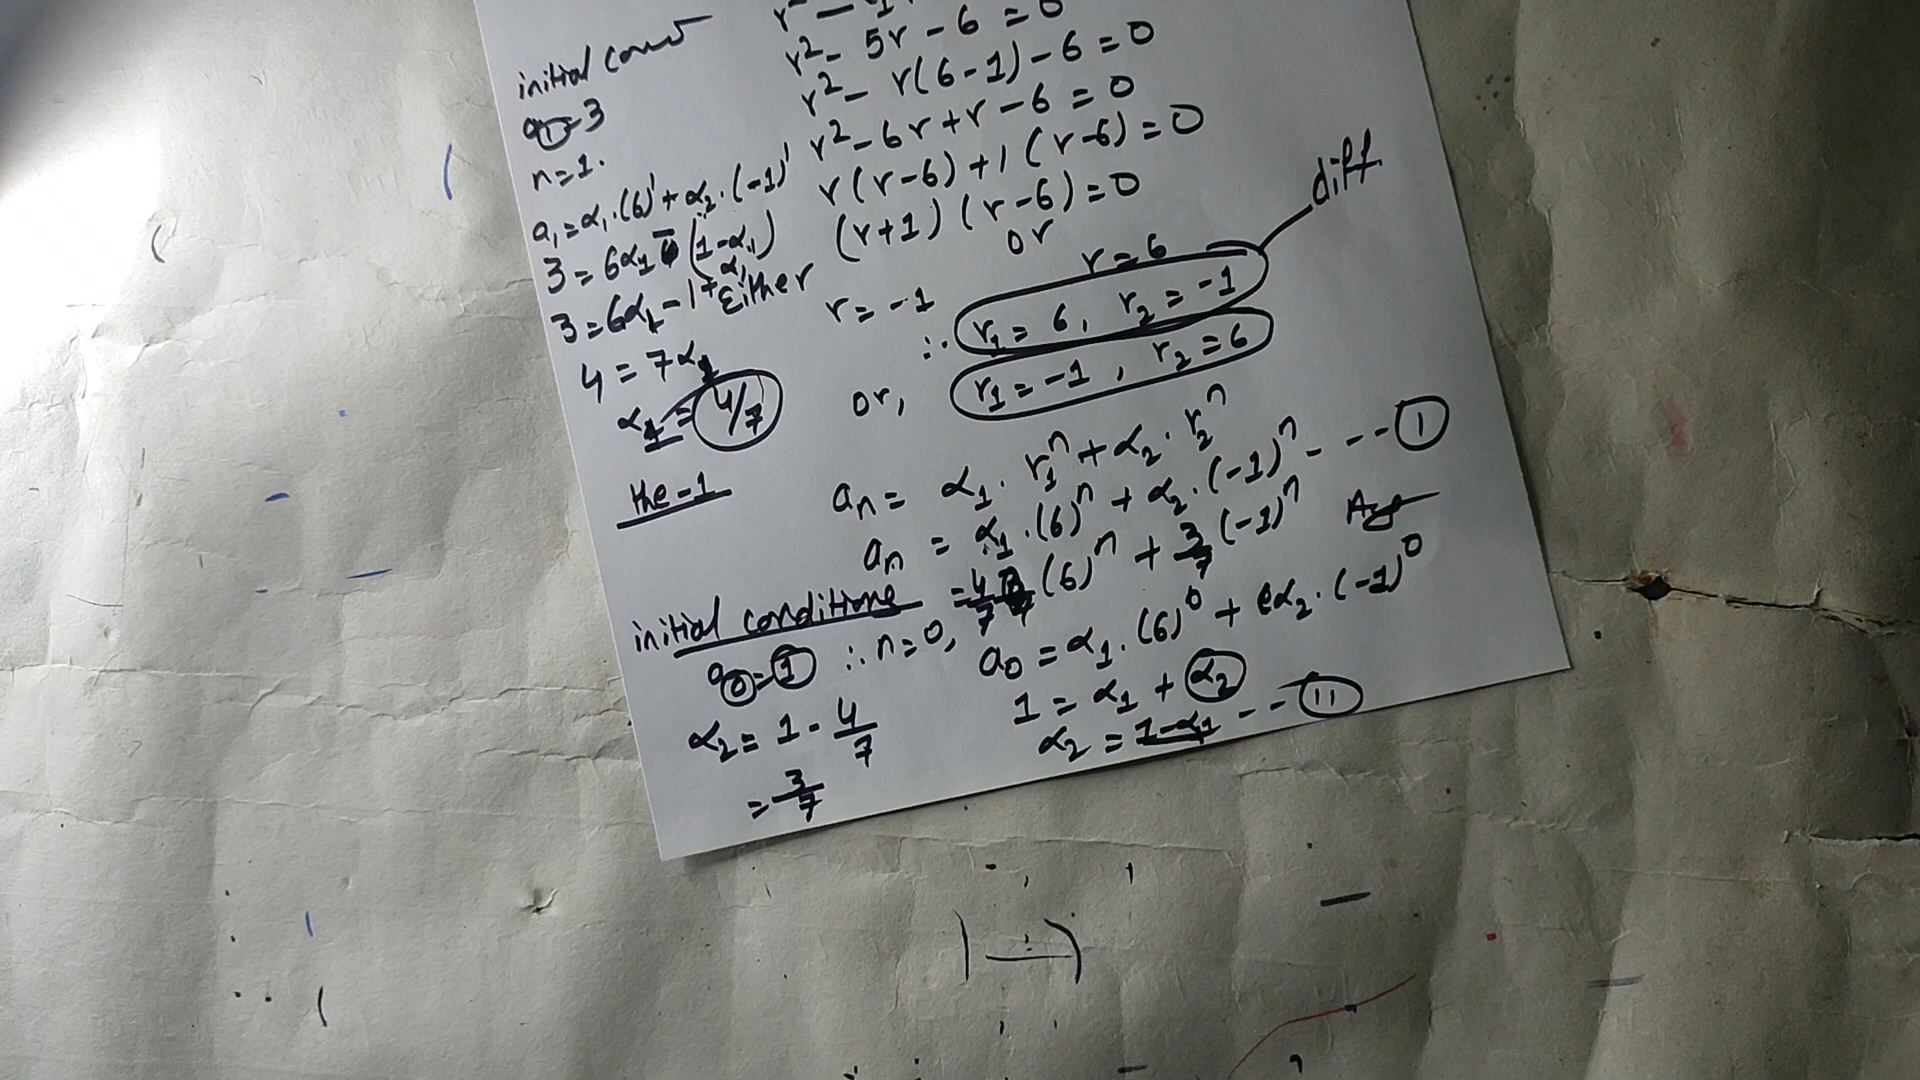 r² - 5r - 6 = 0
r² - r(6-1) - 6 = 0
r² - 6r + r - 6 = 0
r(r-6) + 1(r-6) = 0
(r+1) (r-6) = 0
Either r = -1 or r = 6
∴ r₁ = 6, r₂ = -1 diff.
or, r₁ = -1, r₂ = 6
aₙ = α₁. r₁ⁿ + α₂. r₂ⁿ
aₙ = α₁.(6)ⁿ + α₂.(-1)ⁿ - - - ①
= 4/7 (6)ⁿ + 3/7 (-1)ⁿ
initial conditions
a₀ = 1 ∴ n=0, a₀ = α₁.(6)⁰ + α₂.(-1)⁰
1 = α₁ + α₂
α₂ = 1-α₁ - - ⑪
initial
a₁ = 3
n=1.
a₁ = α₁.(6)¹ + α₂.(-1)¹
3 = 6α₁ - (1-α₁)
3 = 6α₁ - 1 + α₁
4 = 7α₁
α₁ = 4/7
the-1
α₂ = 1 - 4/7
= 3/7